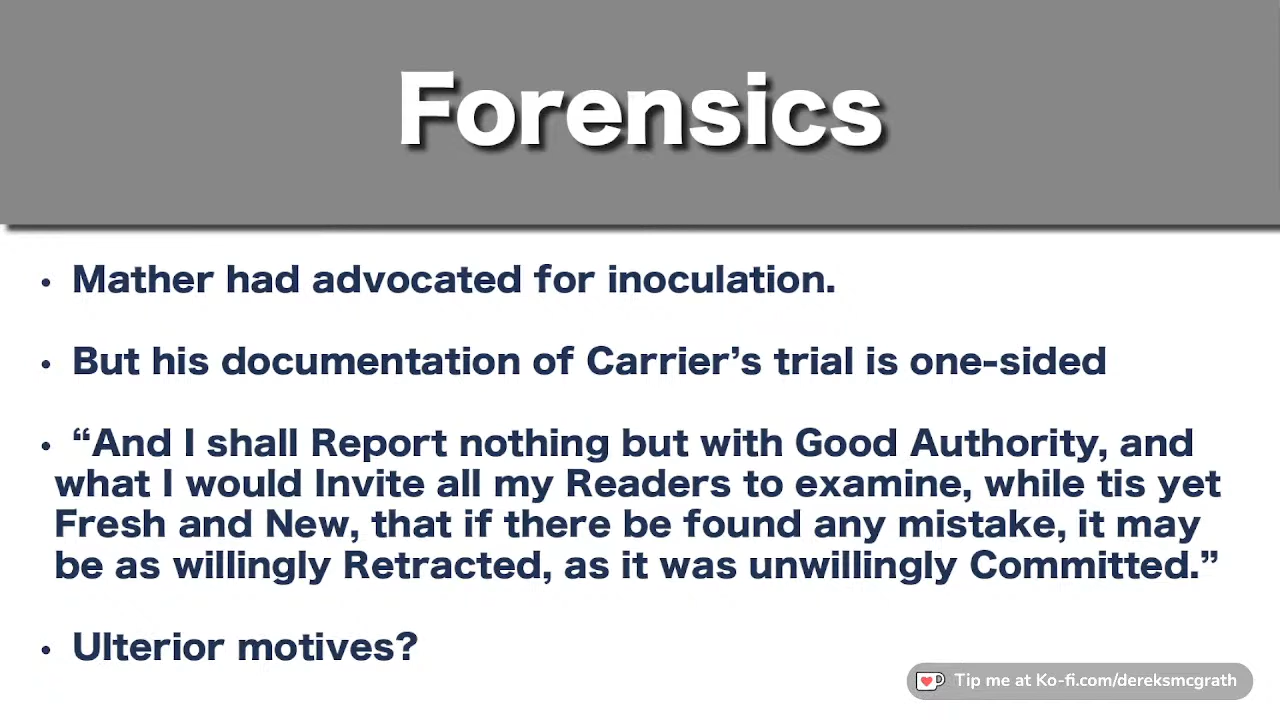 Forensics
• Mather had advocated for inoculation.
• But his documentation of Carrier’s trial is one-sided
• “And I shall Report nothing but with Good Authority, and
what I would Invite all my Readers to examine, while tis yet
Fresh and New, that if there be found any mistake, it may
be as willingly Retracted, as it was unwillingly Committed.”
• Ulterior motives?
Tip me at Ko-fi.com/dereksmcgrath